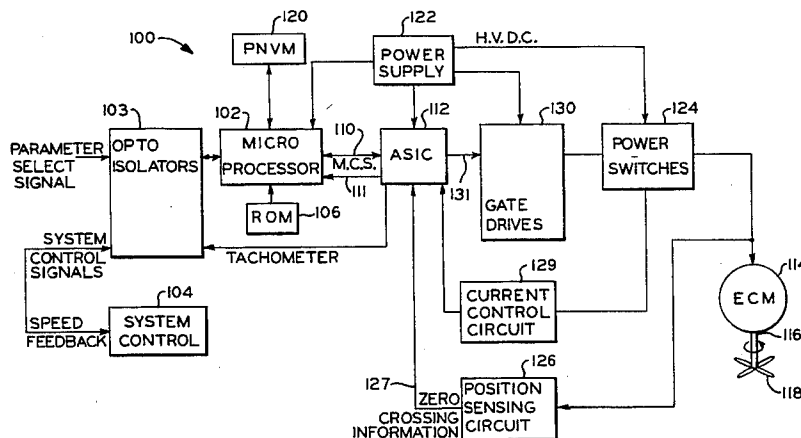 100
120
PNVM
122
POWER
SUPPLY
H.V.D.C.
103
OPTO
ISOLATORS
102
MICRO
PROCESSOR
110
M.C.S.
111
112
ASIC
131
130
GATE
DRIVES
124
POWER
SWITCHES
PARAMETER
SELECT
SIGNAL
ROM
106
SYSTEM
CONTROL
SIGNALS
TACHOMETER
104
SYSTEM
CONTROL
SPEED
FEEDBACK
129
CURRENT
CONTROL
CIRCUIT
114
ECM
116
118
127
ZERO
CROSSING
INFORMATION
126
POSITION
SENSING
CIRCUIT